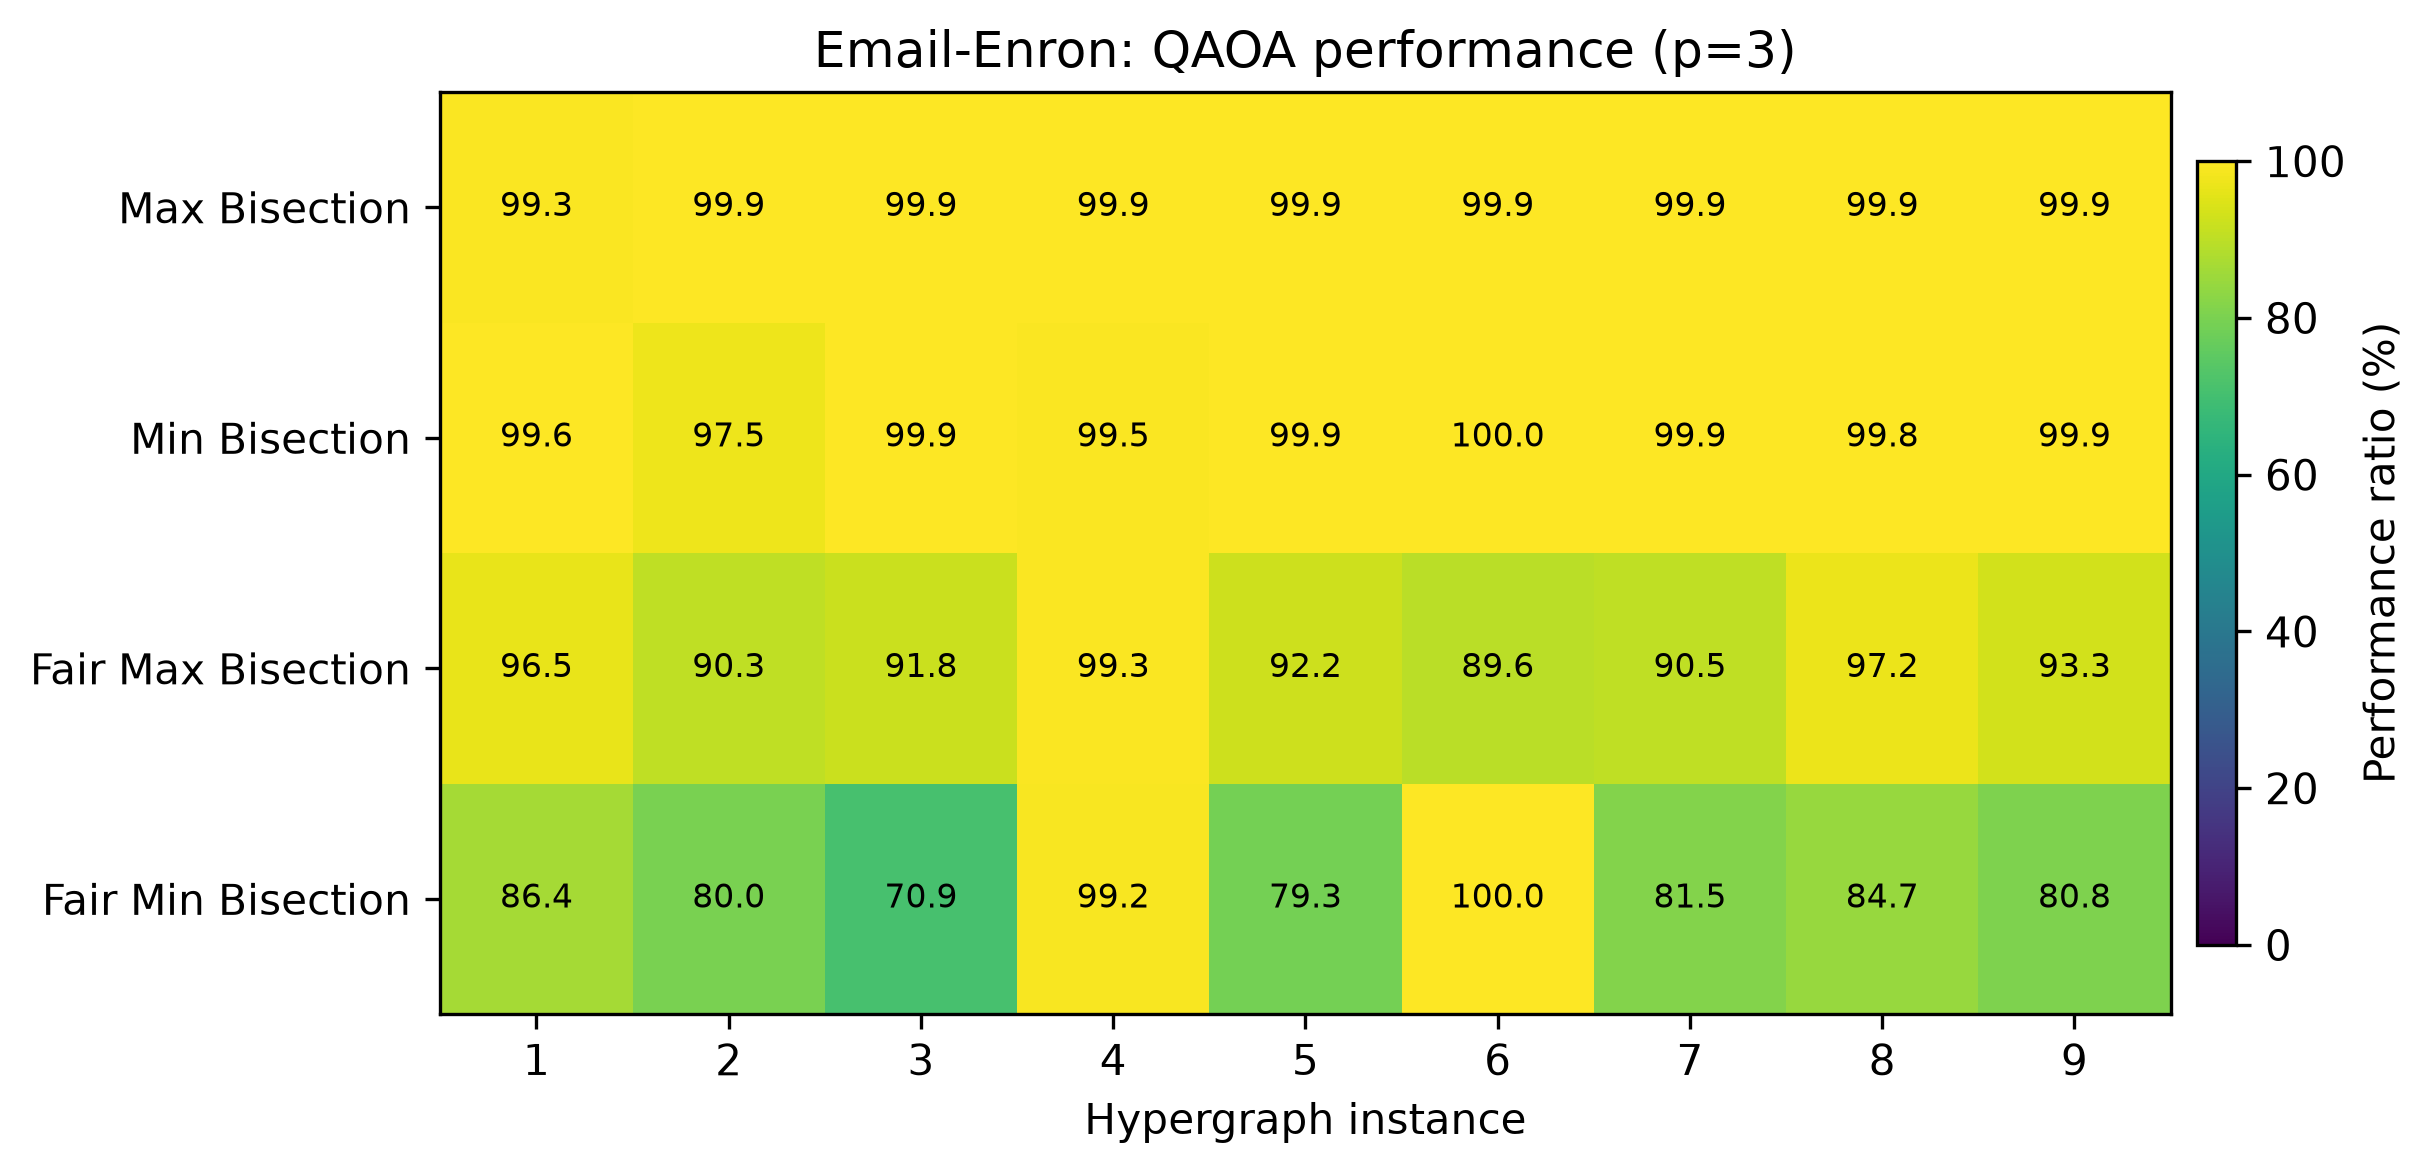 Email-Enron: QAOA performance (p=3)
Max Bisection 99.3 99.9 99.9 99.9 99.9 99.9 99.9 99.9 99.9
Min Bisection 99.6 97.5 99.9 99.5 99.9 100.0 99.9 99.8 99.9
Fair Max Bisection 96.5 90.3 91.8 99.3 92.2 89.6 90.5 97.2 93.3
Fair Min Bisection 86.4 80.0 70.9 99.2 79.3 100.0 81.5 84.7 80.8
1 2 3 4 5 6 7 8 9
Hypergraph instance
100
80
60
40
20
0
Performance ratio (%)